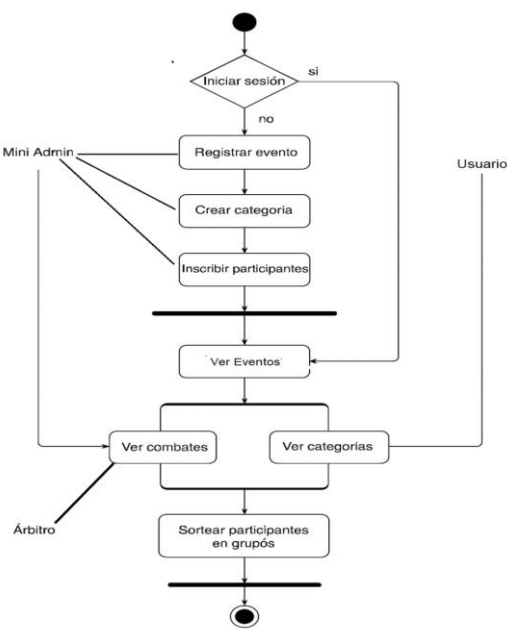 Iniciar sesión
si
no
Mini Admin
Registrar evento
Usuario
Crear categoria
Inscribir participantes
Ver Eventos
Ver combates
Ver categorias
Árbitro
Sortear participantes
en grupós